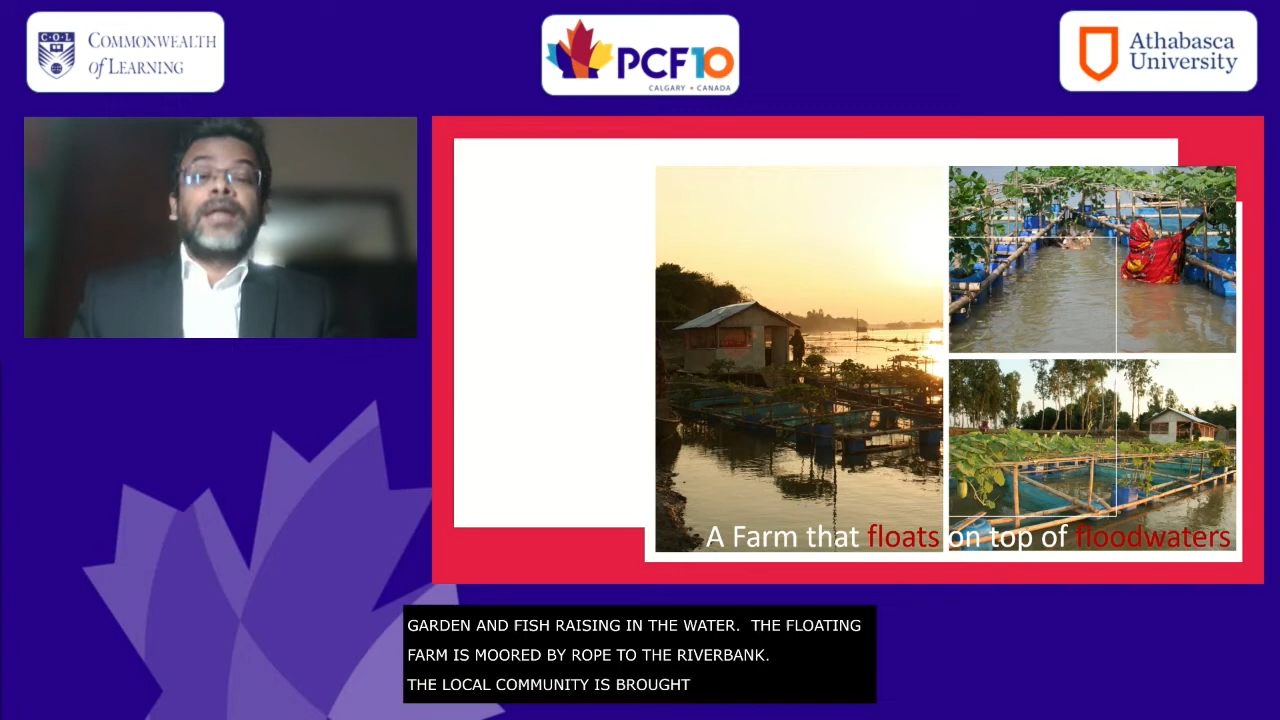 C·O·L
COMMONWEALTH
of LEARNING
PCF10
CALGARY • CANADA
Athabasca
University
A Farm that floats on top of floodwaters
GARDEN AND FISH RAISING IN THE WATER.  THE FLOATING
FARM IS MOORED BY ROPE TO THE RIVERBANK.
THE LOCAL COMMUNITY IS BROUGHT